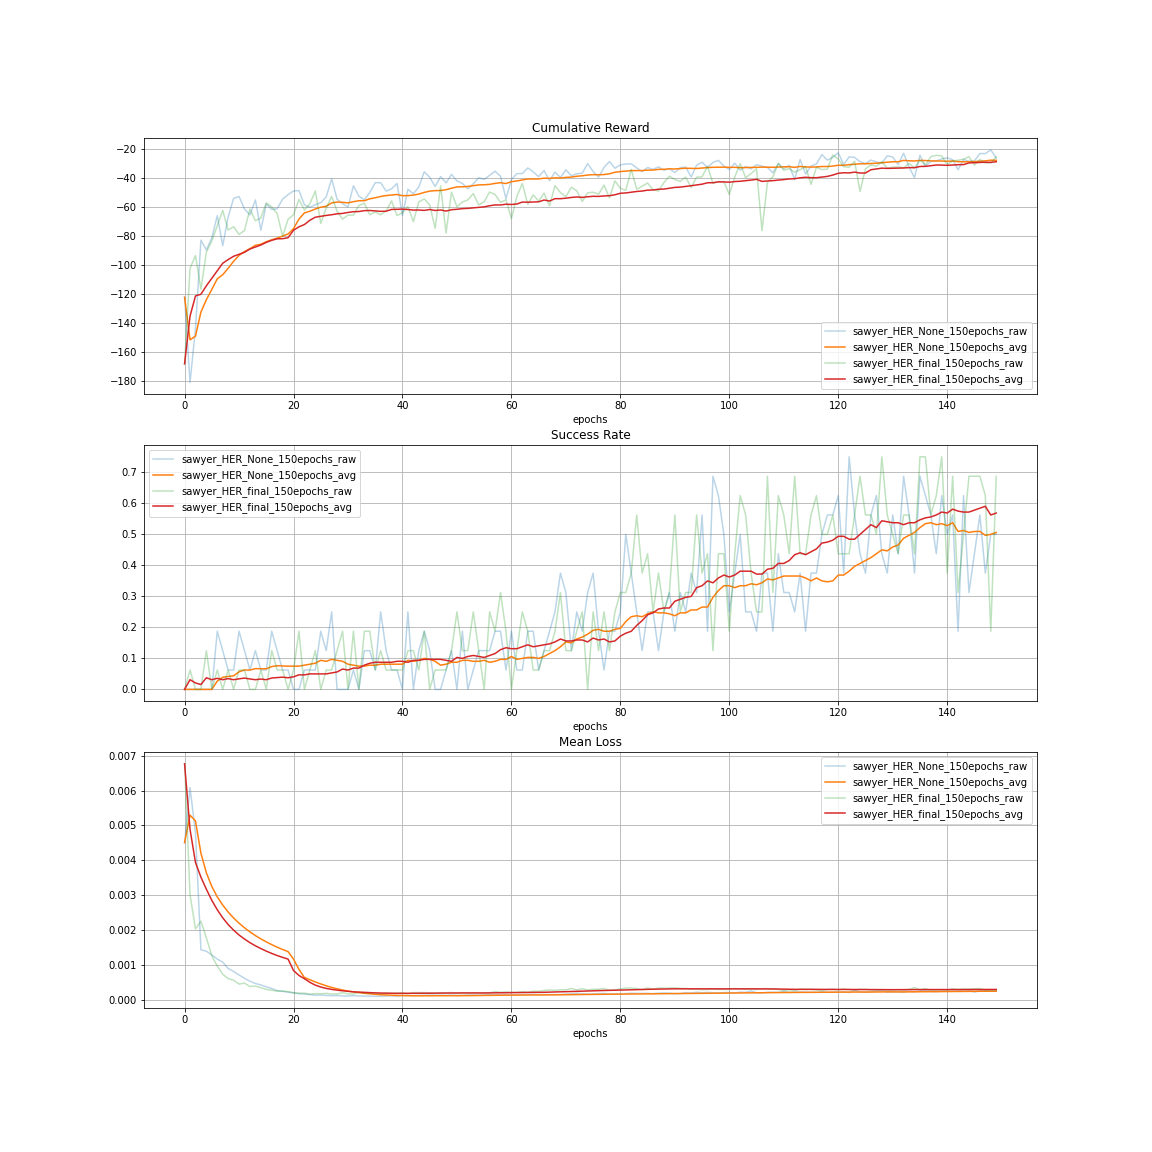 Cumulative Reward
−20
−40
−60
−80
−100
−120
−140
−160
−180
sawyer_HER_None_150epochs_raw
sawyer_HER_None_150epochs_avg
sawyer_HER_final_150epochs_raw
sawyer_HER_final_150epochs_avg
0 20 40 60 80 100 120 140
epochs
Success Rate
sawyer_HER_None_150epochs_raw
sawyer_HER_None_150epochs_avg
sawyer_HER_final_150epochs_raw
sawyer_HER_final_150epochs_avg
0.7
0.6
0.5
0.4
0.3
0.2
0.1
0.0
0 20 40 60 80 100 120 140
epochs
Mean Loss
0.007
0.006
0.005
0.004
0.003
0.002
0.001
0.000
sawyer_HER_None_150epochs_raw
sawyer_HER_None_150epochs_avg
sawyer_HER_final_150epochs_raw
sawyer_HER_final_150epochs_avg
0 20 40 60 80 100 120 140
epochs